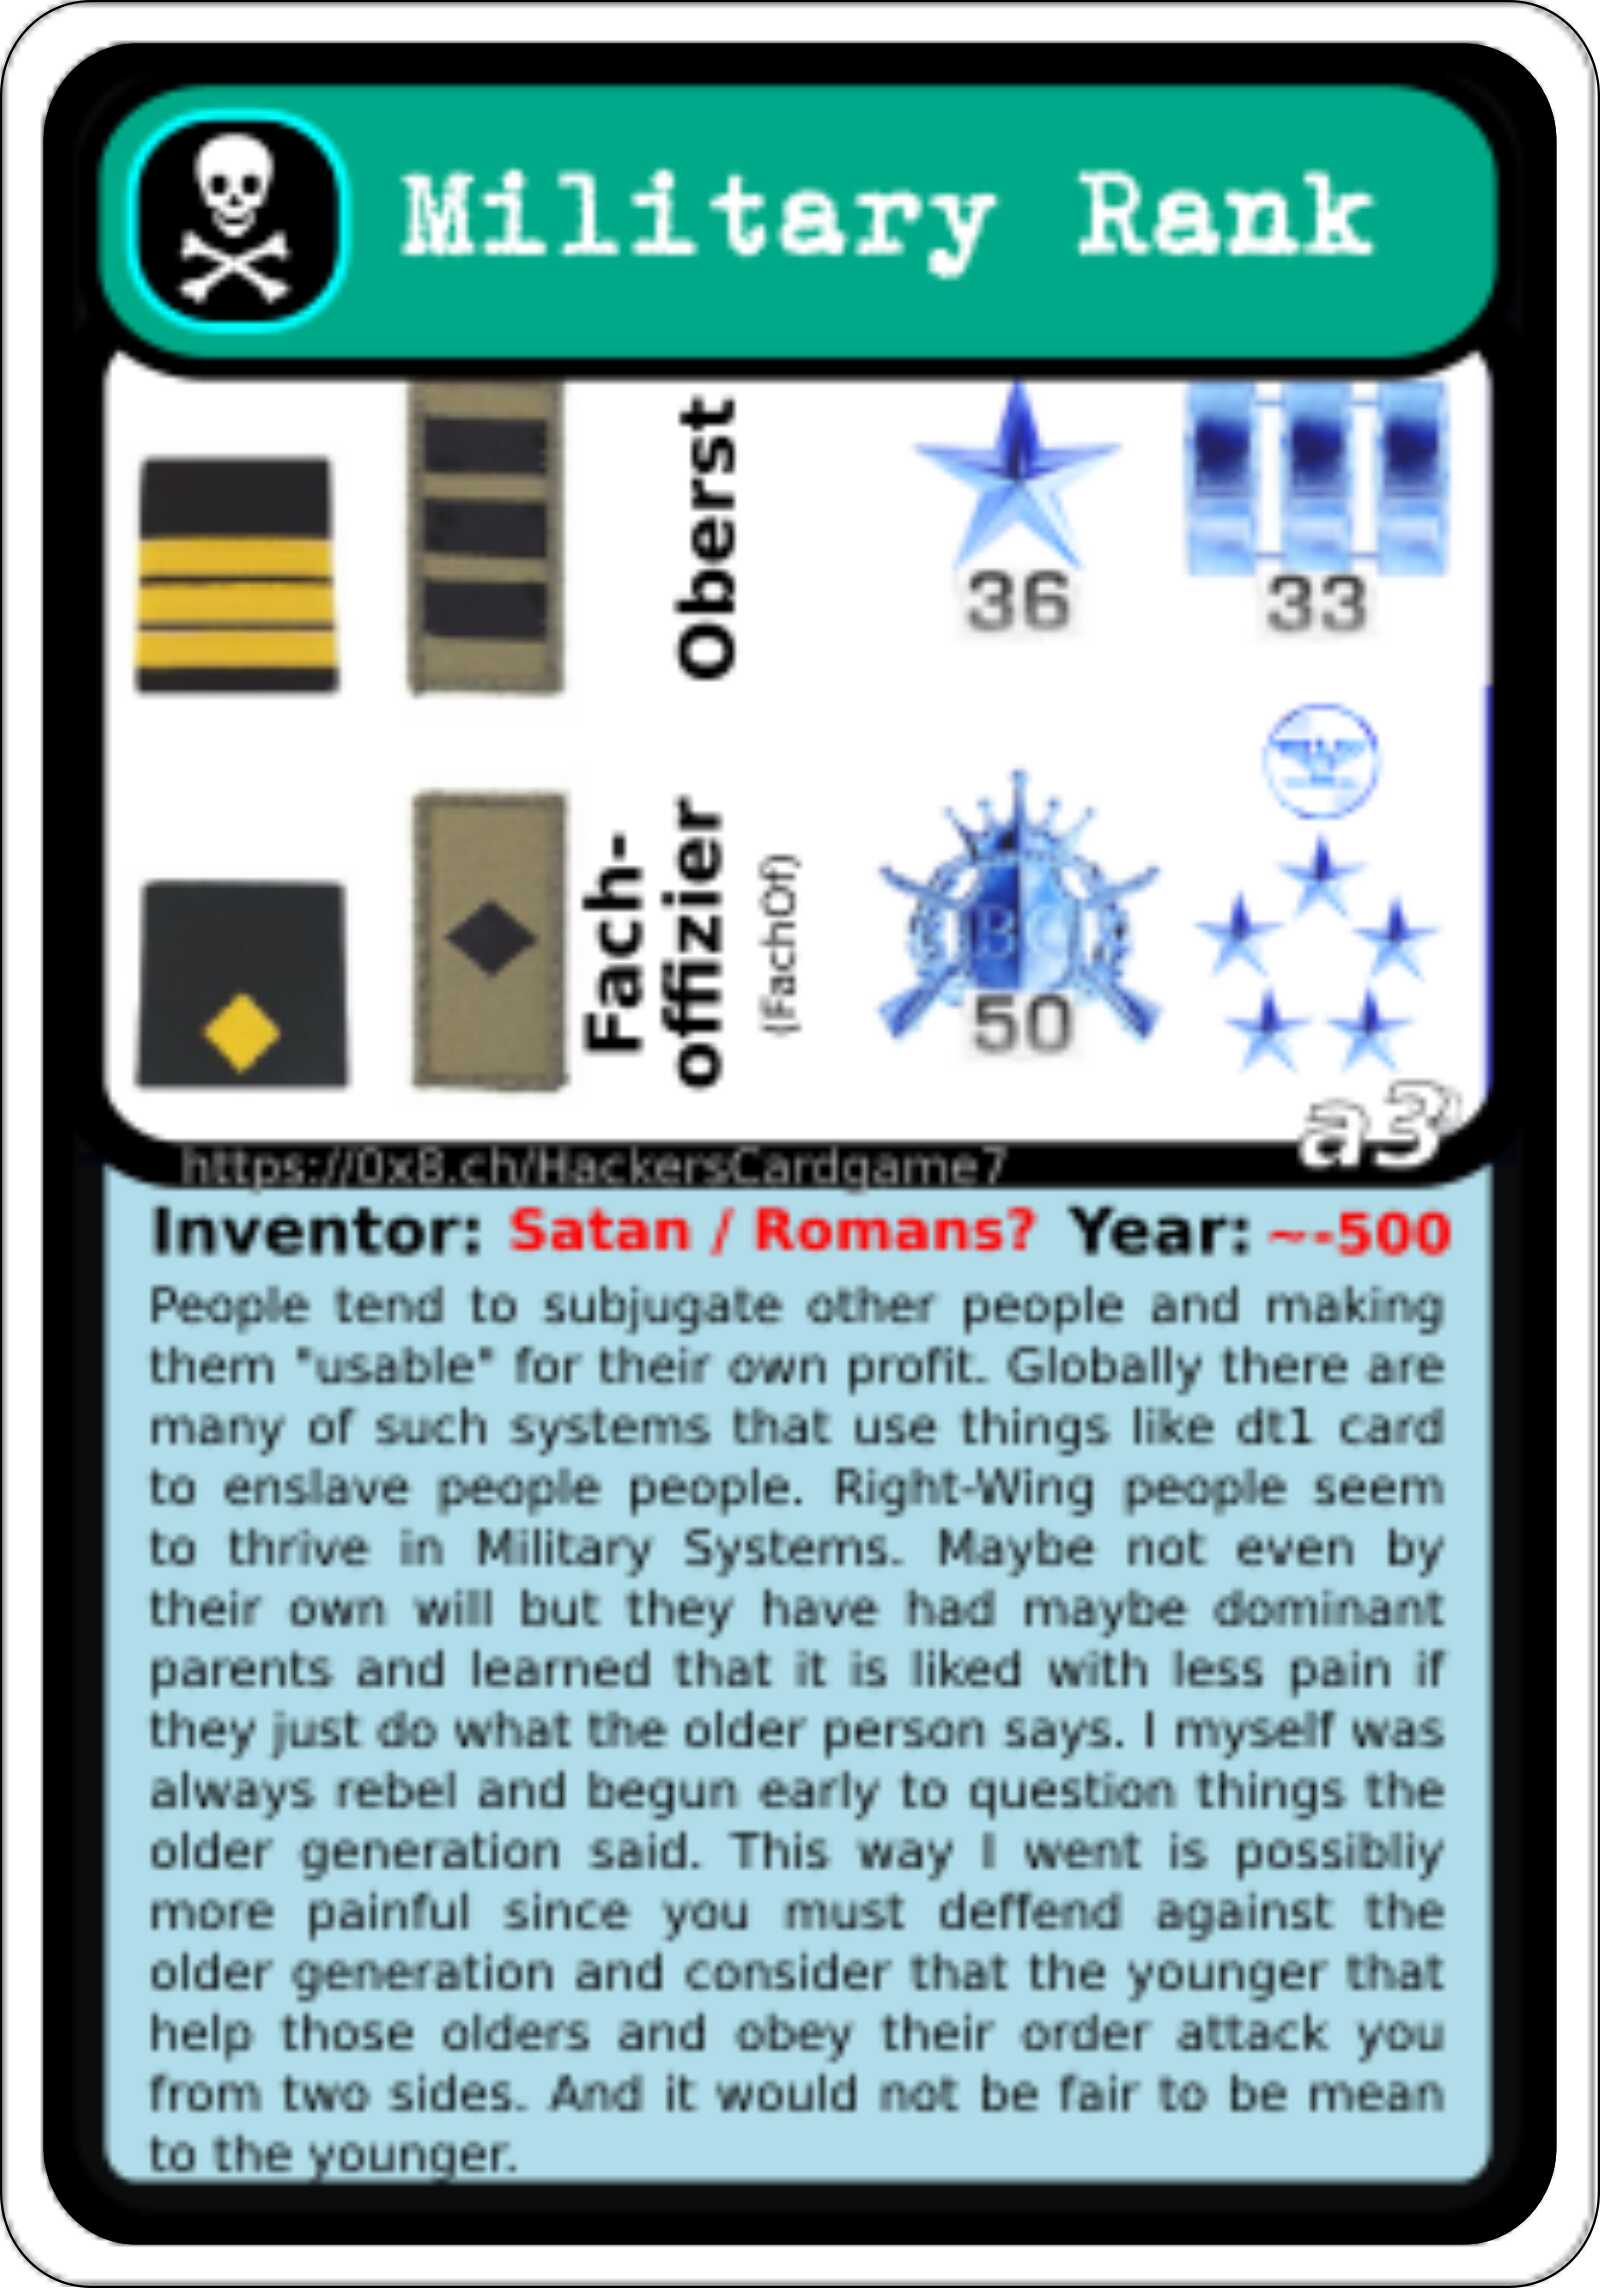 Military Rank
Oberst
36
33
Fach-
offizier
(FachOf)
BC
50
a3
https://0x8.ch/HackersCardgame7
Inventor: Satan / Romans? Year: ~-500
People tend to subjugate other people and making
them "usable" for their own profit. Globally there are
many of such systems that use things like dt1 card
to enslave people people. Right-Wing people seem
to thrive in Military Systems. Maybe not even by
their own will but they have had maybe dominant
parents and learned that it is liked with less pain if
they just do what the older person says. I myself was
always rebel and begun early to question things the
older generation said. This way I went is possibliy
more painful since you must deffend against the
older generation and consider that the younger that
help those olders and obey their order attack you
from two sides. And it would not be fair to be mean
to the younger.